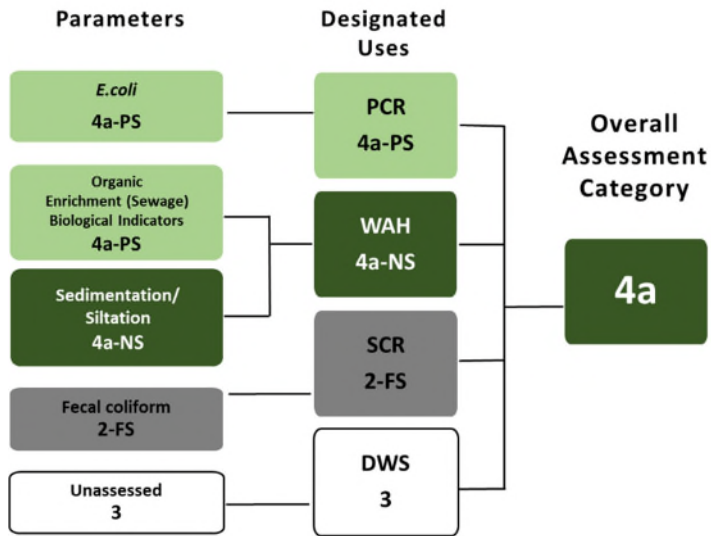 Parameters
E.coli
4a-PS
Organic
Enrichment (Sewage)
Biological Indicators
4a-PS
Sedimentation/
Siltation
4a-NS
Fecal coliform
2-FS
Unassessed
3
Designated
Uses
PCR
4a-PS
WAH
4a-NS
SCR
2-FS
DWS
3
Overall
Assessment
Category
4a